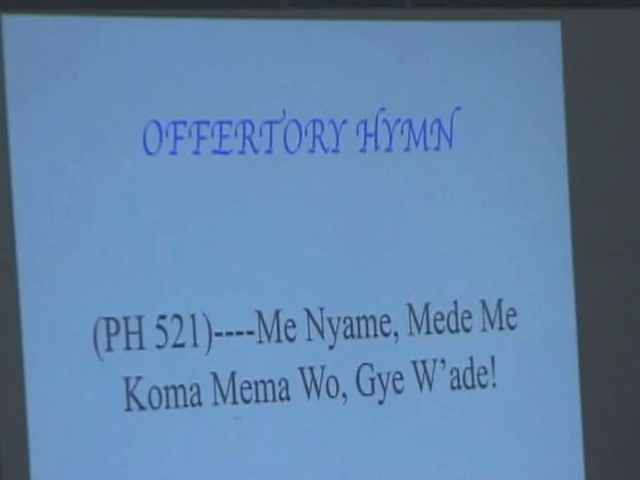 OFFERTORY HYMN
(PH 521)----Me Nyame, Mede Me
Koma Mema Wo, Gye W'ade!